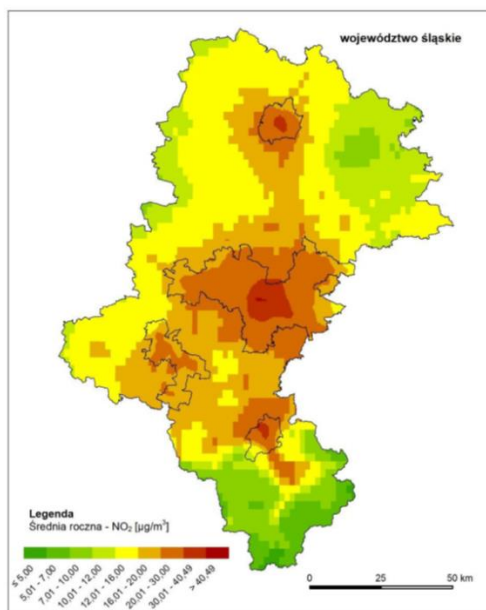 województwo śląskie
Legenda
Średnia roczna - NO₂ [µg/m³]
≤ 5,00
5,01 - 7,00
7,01 - 10,00
10,01 - 12,00
12,01 - 16,00
16,01 - 20,00
20,01 - 30,00
30,01 - 40,49
> 40,49
0 25 50 km